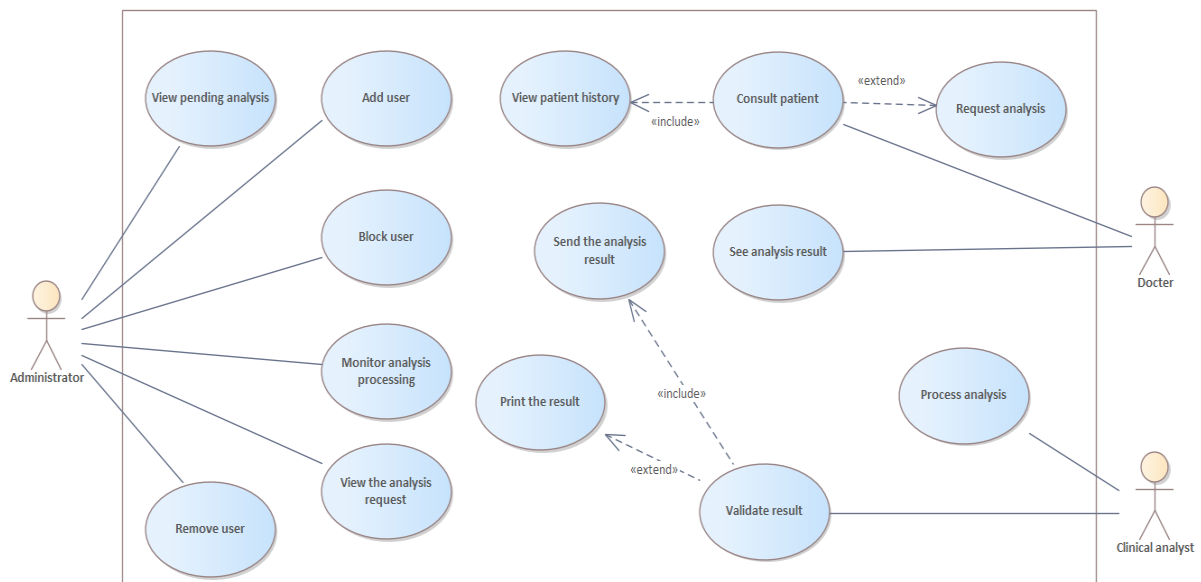 View pending analysis
Add user
View patient history
«include»
Consult patient
«extend»
Request analysis
Block user
Send the analysis
result
See analysis result
Docter
Administrator
Monitor analysis
processing
Print the result
«include»
Process analysis
«extend»
View the analysis
request
Remove user
Validate result
Clinical analyst